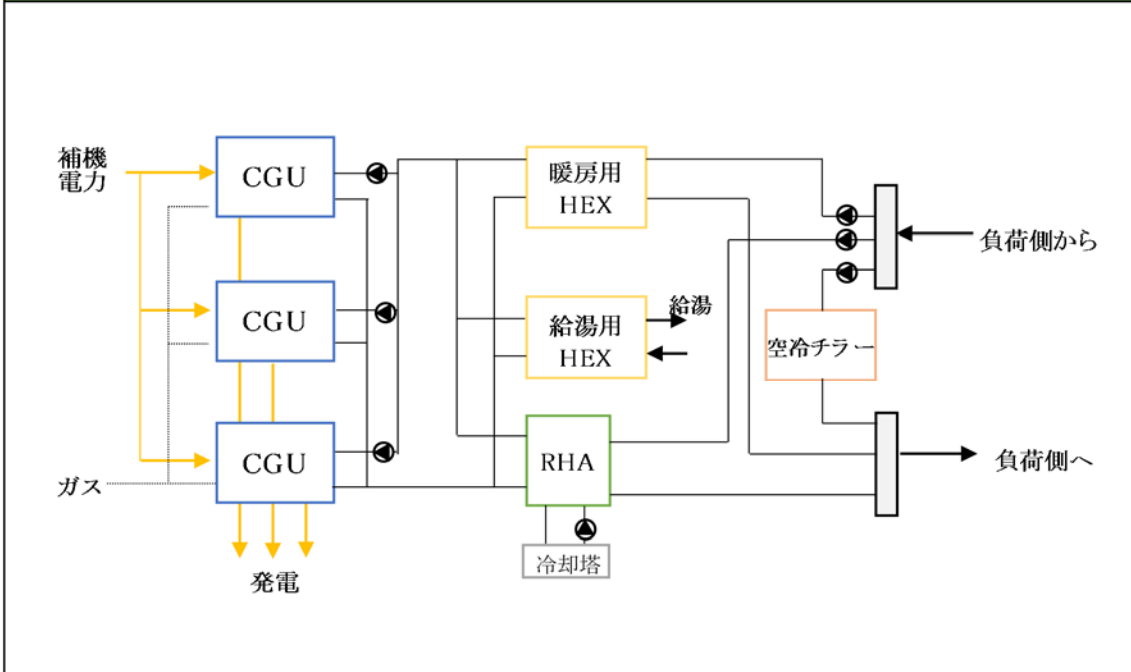 補機
電力
CGU
CGU
CGU
ガス
発電
暖房用
HEX
給湯用
HEX
給湯
RHA
冷却塔
空冷チラー
負荷側から
負荷側へ